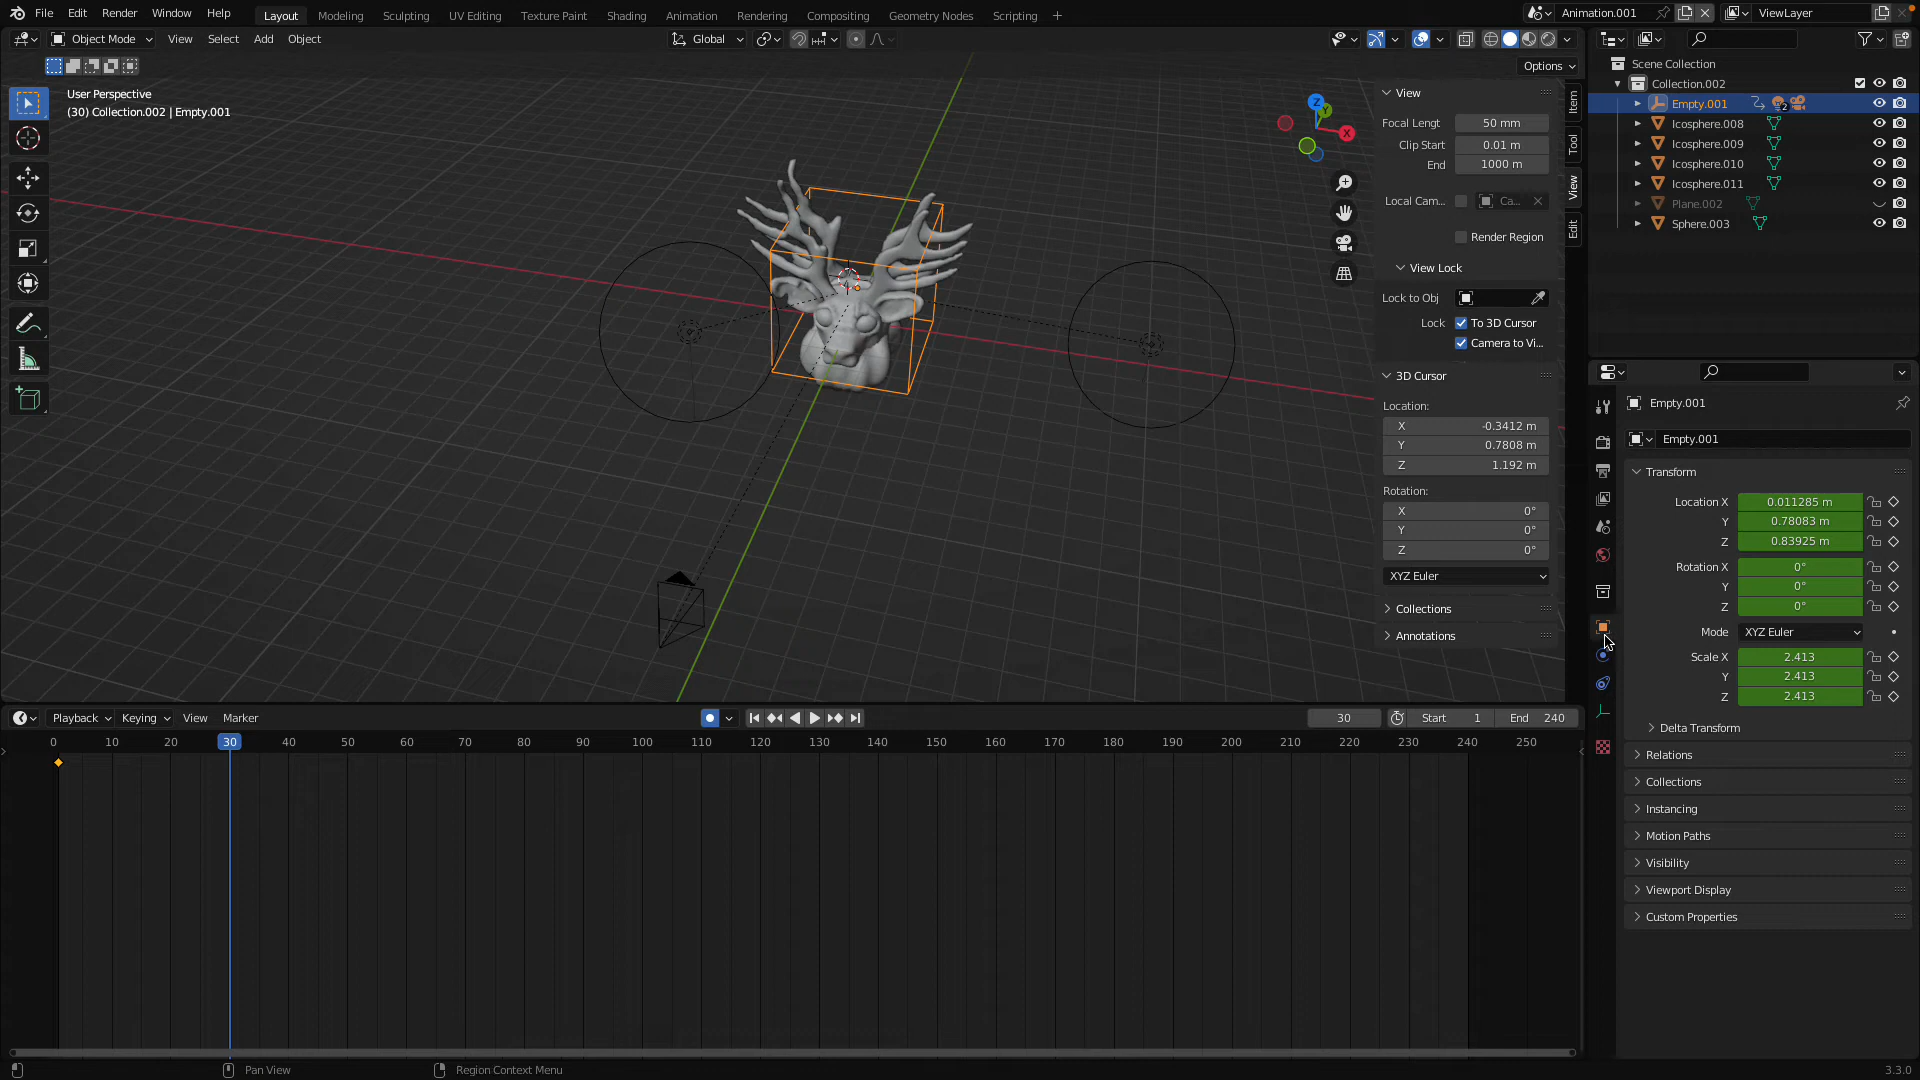 File Edit Render Window Help Layout Modeling Sculpting UV Editing Texture Paint Shading Animation Rendering Compositing Geometry Nodes Scripting + Animation.001 ViewLayer
Object Mode View Select Add Object Global
Options
User Perspective
(30) Collection.002 | Empty.001
Z
Y
X
View
Focal Lengt 50 mm
Clip Start 0.01 m
End 1000 m
Local Cam... Ca...
Render Region
View Lock
Lock to Obj
Lock To 3D Cursor
Camera to Vi...
3D Cursor
Location:
X -0.3412 m
Y 0.7808 m
Z 1.192 m
Rotation:
X 0°
Y 0°
Z 0°
XYZ Euler
Collections
Annotations
Item
Tool
View
Edit
Scene Collection
Collection.002
Empty.001 2
Icosphere.008
Icosphere.009
Icosphere.010
Icosphere.011
Plane.002
Sphere.003
Empty.001
Empty.001
Transform
Location X 0.011285 m
Y 0.78083 m
Z 0.83925 m
Rotation X 0°
Y 0°
Z 0°
Mode XYZ Euler
Scale X 2.413
Y 2.413
Z 2.413
Delta Transform
Relations
Collections
Instancing
Motion Paths
Visibility
Viewport Display
Custom Properties
Playback Keying View Marker 30 Start 1 End 240
0 10 20 30 40 50 60 70 80 90 100 110 120 130 140 150 160 170 180 190 200 210 220 230 240 250
Pan View Region Context Menu 3.3.0